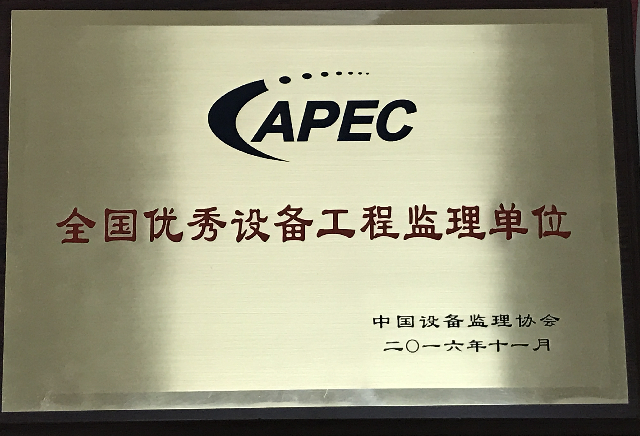 APEC
全国优秀设备工程监理单位
中国设备监理协会
二〇一六年十一月